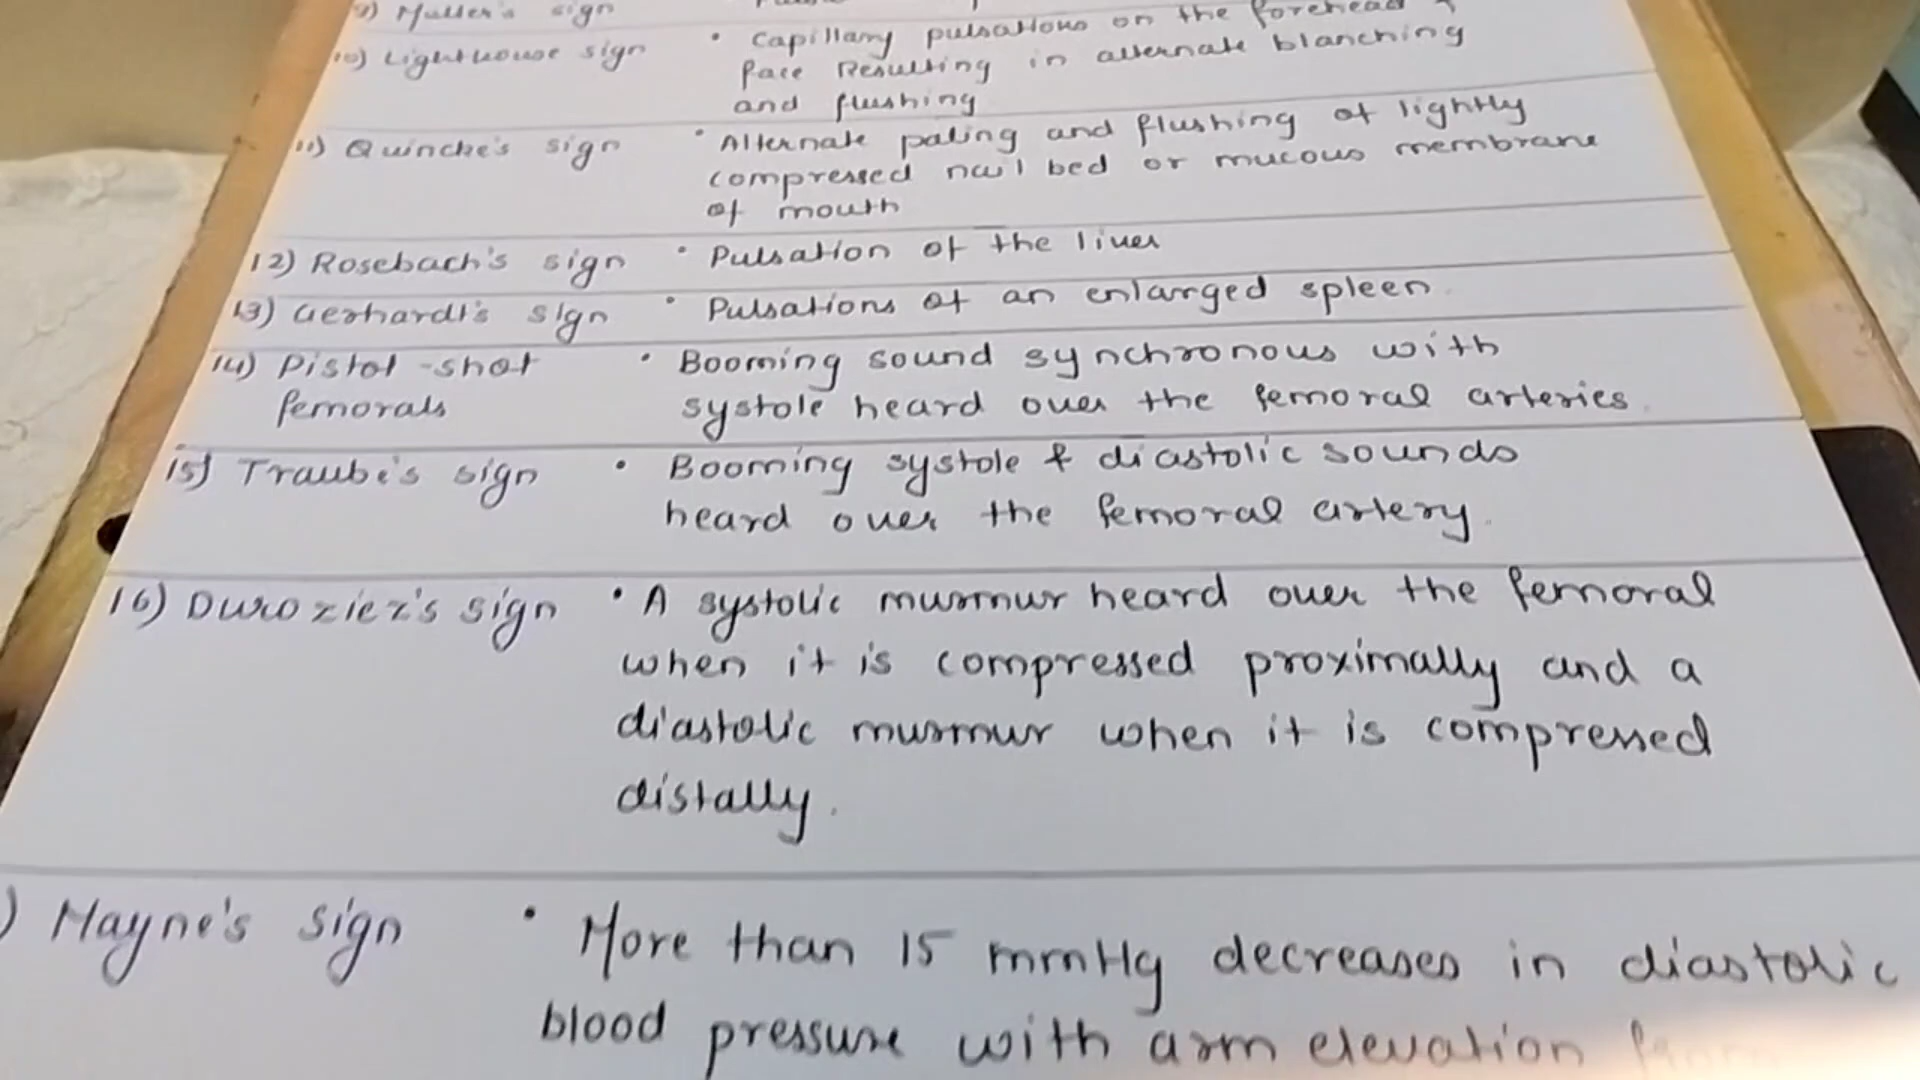 9) Muller's sign
10) Lighthouse sign • Capillary pulsations on the forehead &
face Resulting in alternate blanching
and flushing
11) Quincke's sign • Alternate paling and flushing of lightly
compressed nail bed or mucous membrane
of mouth
12) Rosebach's sign • Pulsation of the liver
13) Gerhardt's sign • Pulsations of an enlarged spleen
14) Pistol-shot • Booming sound synchronous with
femorals systole heard over the femoral arteries.
15) Traube's sign • Booming systole & diastolic sounds
heard over the femoral artery.
16) Duroziez's sign • A systolic murmur heard over the femoral
when it is compressed proximally and a
diastolic murmur when it is compressed
distally.
) Mayne's sign • More than 15 mmHg decreases in diastolic
blood pressure with arm elevation